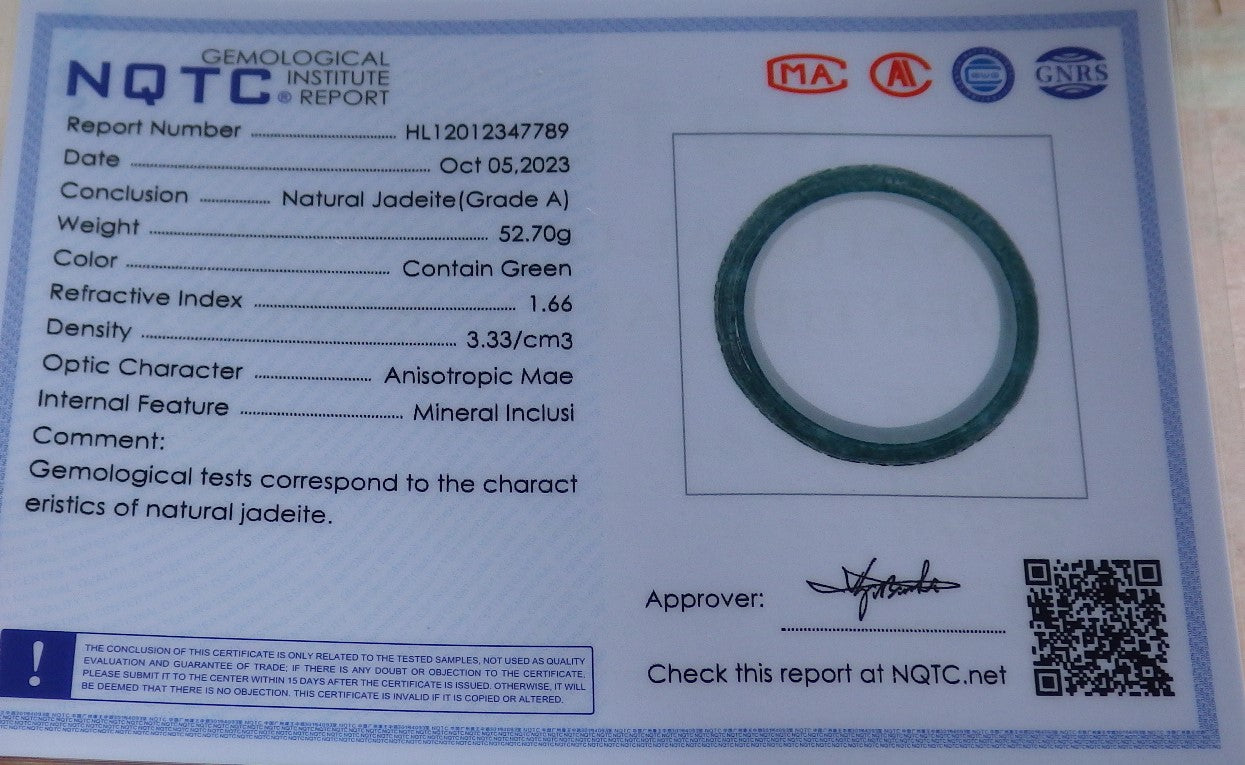 NQTC® GEMOLOGICAL INSTITUTE REPORT
MA
GNRS
Report Number HL12012347789
Date Oct 05,2023
Conclusion Natural Jadeite(Grade A)
Weight 52.70g
Color Contain Green
Refractive Index 1.66
Density 3.33/cm3
Optic Character Anisotropic Mae
Internal Feature Mineral Inclusi
Comment:
Gemological tests correspond to the charact
eristics of natural jadeite.
Approver:
Check this report at NQTC.net
!
THE CONCLUSION OF THIS CERTIFICATE IS ONLY RELATED TO THE TESTED SAMPLES, NOT USED AS QUALITY
EVALUATION AND GUARANTEE OF TRADE; IF THERE IS ANY DOUBT OR OBJECTION TO THE CERTIFICATE,
PLEASE SUBMIT IT TO THE CENTER WITHIN 15 DAYS AFTER THE CERTIFICATE IS ISSUED. OTHERWISE, IT WILL
BE DEEMED THAT THERE IS NO OBJECTION. THIS CERTIFICATE IS INVALID IF IT IS COPIED OR ALTERED.